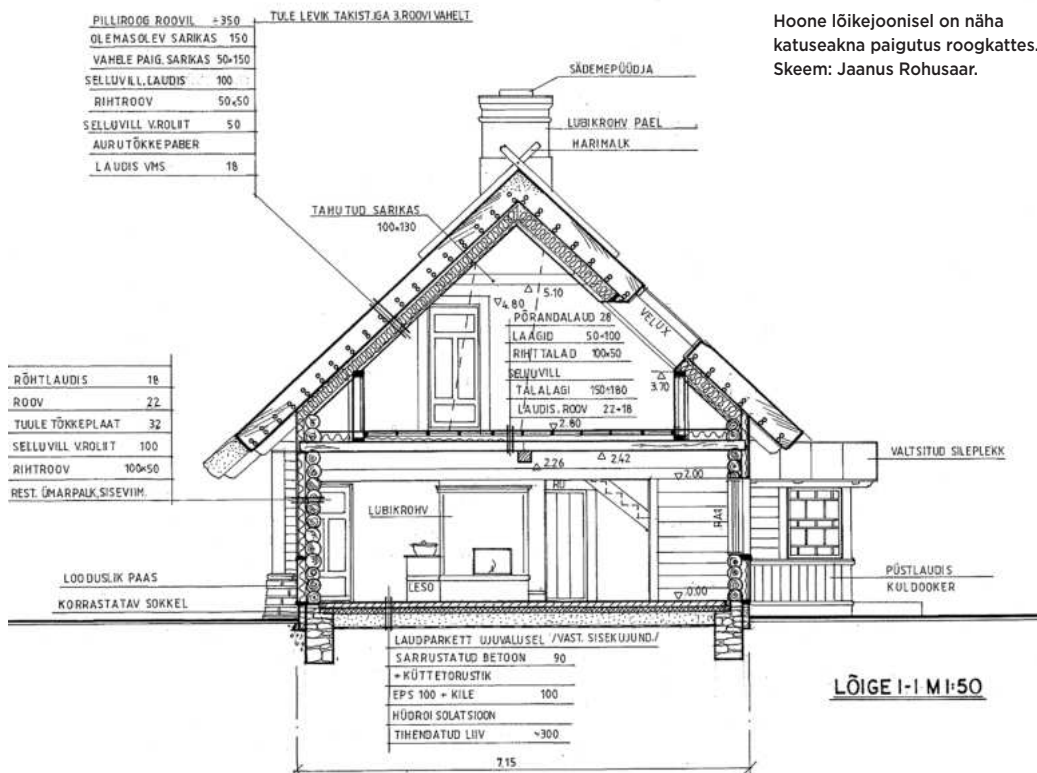 Hoone lõikejoonisel on näha
katuseakna paigutus roogkattes.
Skeem: Jaanus Rohusaar.
PILLIROOG ROOVIL ÷350
TULE LEVIK TAKIST.IGA 3.ROOVI VAHELT
OLEMASOLEV SARIKAS 150
VAHELE PAIG. SARIKAS 50×150
SELLUVILL, LAUDIS 100
RIHTROOV 50×50
SELLUVILL V.ROLIIT 50
AURUTÕKKEPABER
LAUDIS VMS 18
SÄDEMEPÜÜDJA
LUBIKROHV PAEL
HARIMALK
TAHUTUD SARIKAS
100×130
5.10
4.80
VELUX
PÕRANDALAUD 28
LAAGID 50×100
RIHTTALAD 100×50
SELLUVILL
TALALAGI 150×180
LAUDIS, ROOV 22+18
3.70
2.80
RÕHTLAUDIS 18
ROOV 22
TUULE TÕKKEPLAAT 32
SELLUVILL V.ROLIIT 100
RIHTROOV 100×50
REST. ÜMARPALK, SISEVIIM.
2.26
2.42
2.00
VALTSITUD SILEPLEKK
LUBIKROHV
LESO
0.00
LOODUSLIK PAAS
KORRASTATAV SOKKEL
PÜSTLAUDIS
KULDOOKER
LAUDPARKETT UJUVALUSEL /VAST. SISEKUJUND./
SARRUSTATUD BETOON 90
+ KÜTTETORUSTIK
EPS 100 + KILE 100
HÜDROISOLATSIOON
TIHENDATUD LIIV ~300
7.15
LÕIGE 1-1 M 1:50